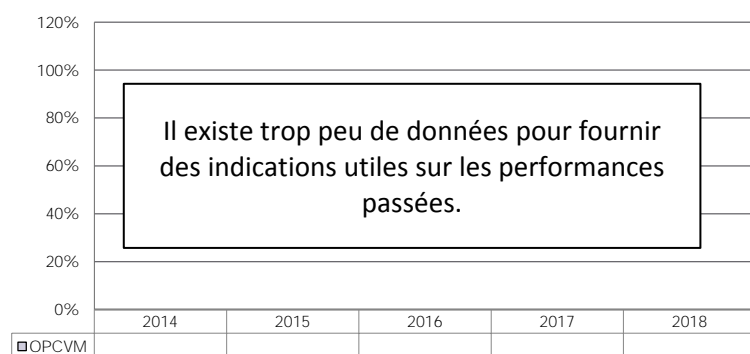 120%
100%
80%
60%
40%
20%
0%
Il existe trop peu de données pour fournir
des indications utiles sur les performances
passées.
2014 2015 2016 2017 2018
OPCVM